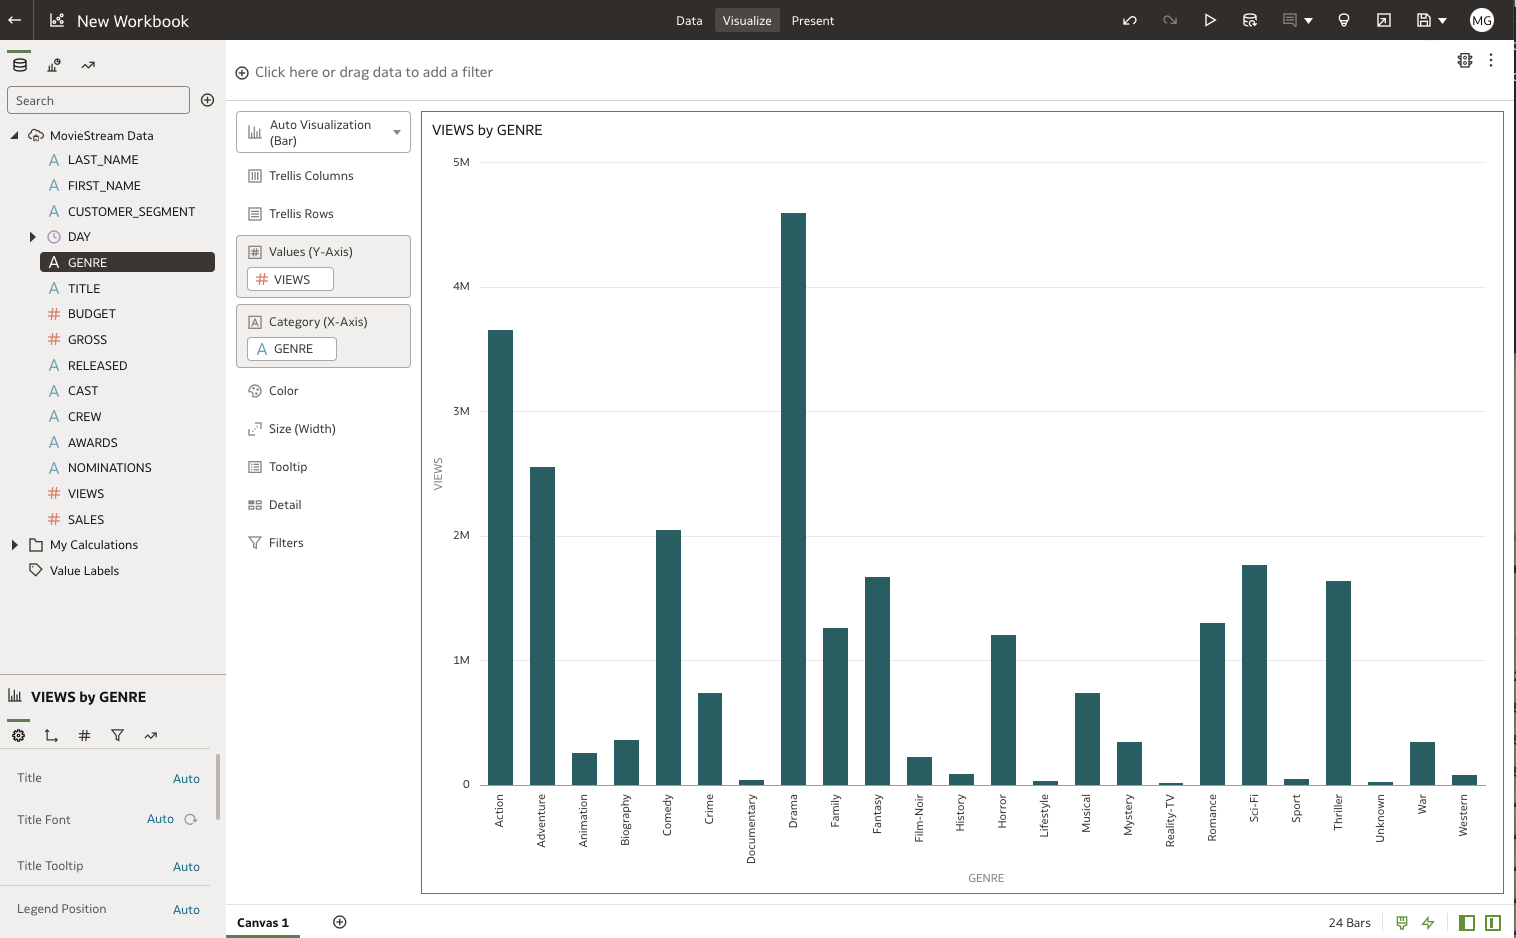 New Workbook
Data
Visualize
Present
MG
Click here or drag data to add a filter
Search
MovieStream Data
A LAST_NAME
A FIRST_NAME
A CUSTOMER_SEGMENT
DAY
A GENRE
A TITLE
# BUDGET
# GROSS
A RELEASED
A CAST
A CREW
A AWARDS
A NOMINATIONS
# VIEWS
# SALES
My Calculations
Value Labels
VIEWS by GENRE
#
Title Auto
Title Font Auto
Title Tooltip Auto
Legend Position Auto
Auto Visualization
(Bar)
Trellis Columns
Trellis Rows
# Values (Y-Axis)
# VIEWS
A Category (X-Axis)
A GENRE
Color
Size (Width)
Tooltip
Detail
Filters
VIEWS by GENRE
5M
4M
3M
2M
1M
0
VIEWS
Action
Adventure
Animation
Biography
Comedy
Crime
Documentary
Drama
Family
Fantasy
Film-Noir
History
Horror
Lifestyle
Musical
Mystery
Reality-TV
Romance
Sci-Fi
Sport
Thriller
Unknown
War
Western
GENRE
Canvas 1
24 Bars